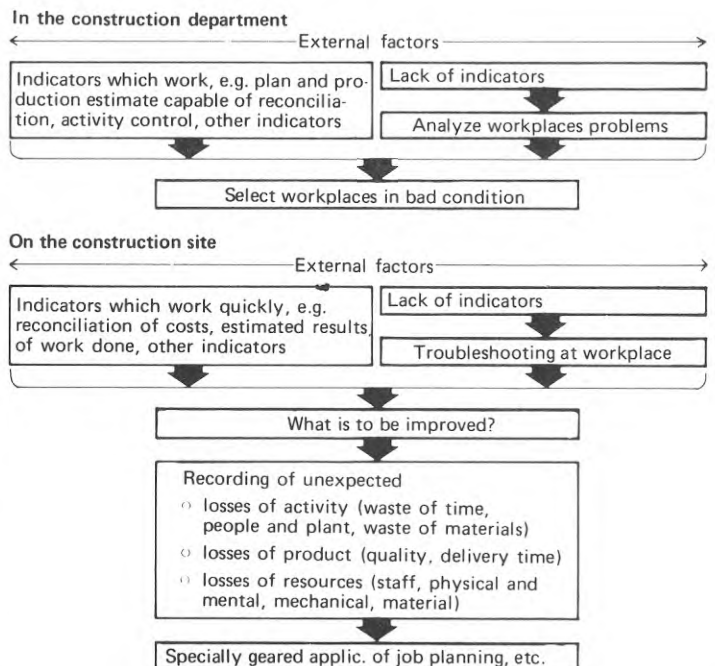 In the construction department
External factors
Indicators which work, e.g. plan and pro-
duction estimate capable of reconcilia-
tion, activity control, other indicators
Lack of indicators
Analyze workplaces problems
Select workplaces in bad condition
On the construction site
External factors
Indicators which work quickly, e.g.
reconciliation of costs, estimated results,
of work done, other indicators
Lack of indicators
Troubleshooting at workplace
What is to be improved?
Recording of unexpected
losses of activity (waste of time,
people and plant, waste of materials)
losses of product (quality, delivery time)
losses of resources (staff, physical and
mental, mechanical, material)
Specially geared applic. of job planning, etc.